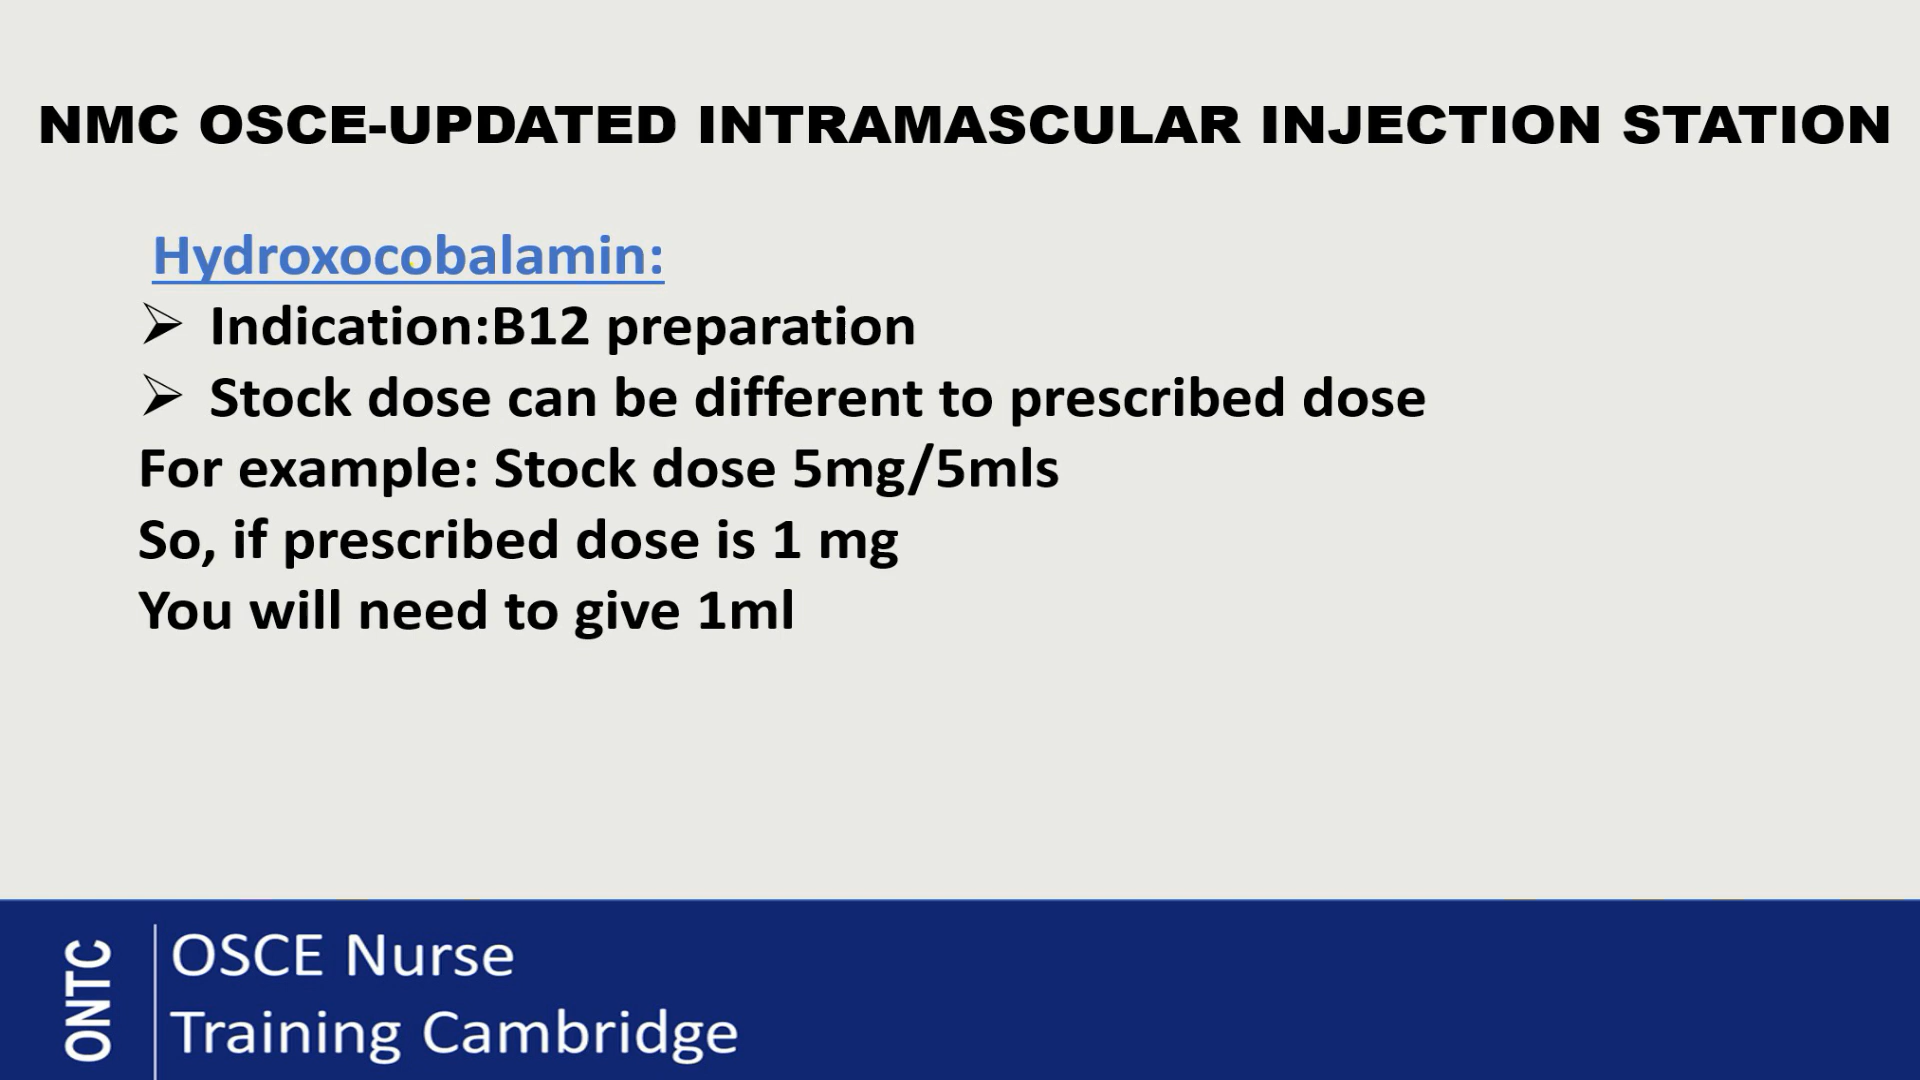 NMC OSCE-UPDATED INTRAMASCULAR INJECTION STATION
Hydroxocobalamin:
➢ Indication:B12 preparation
➢ Stock dose can be different to prescribed dose
For example: Stock dose 5mg/5mls
So, if prescribed dose is 1 mg
You will need to give 1ml
ONTC
OSCE Nurse
Training Cambridge